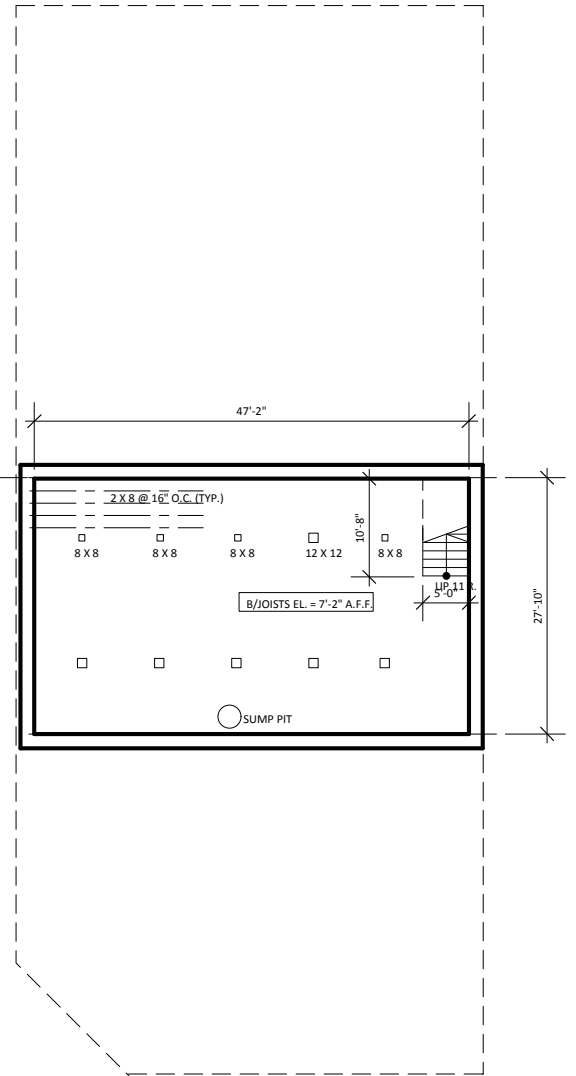 47'-2"
2 X 8 @ 16" O.C. (TYP.)
10'-8"
8 X 8
8 X 8
8 X 8
12 X 12
8 X 8
UP 11 R.
5'-0"
B/JOISTS EL. = 7'-2" A.F.F.
27'-10"
SUMP PIT